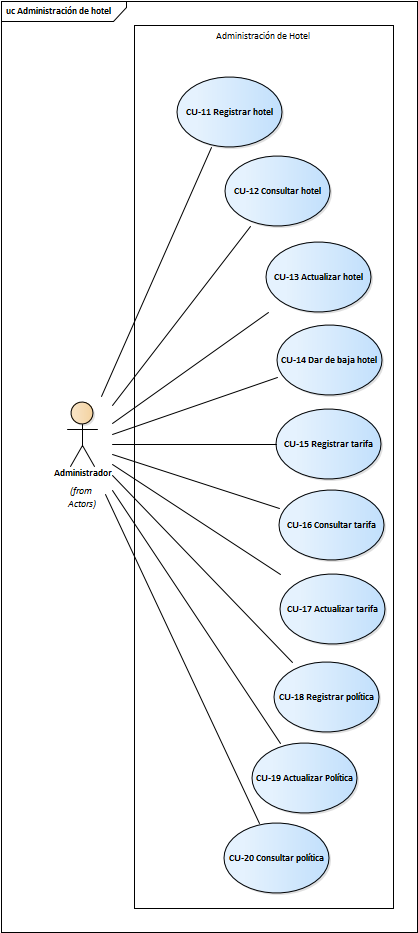 uc Administración de hotel
Administración de Hotel
CU-11 Registrar hotel
CU-12 Consultar hotel
CU-13 Actualizar hotel
CU-14 Dar de baja hotel
CU-15 Registrar tarifa
CU-16 Consultar tarifa
CU-17 Actualizar tarifa
CU-18 Registrar política
CU-19 Actualizar Política
CU-20 Consultar política
Administrador
(from
Actors)